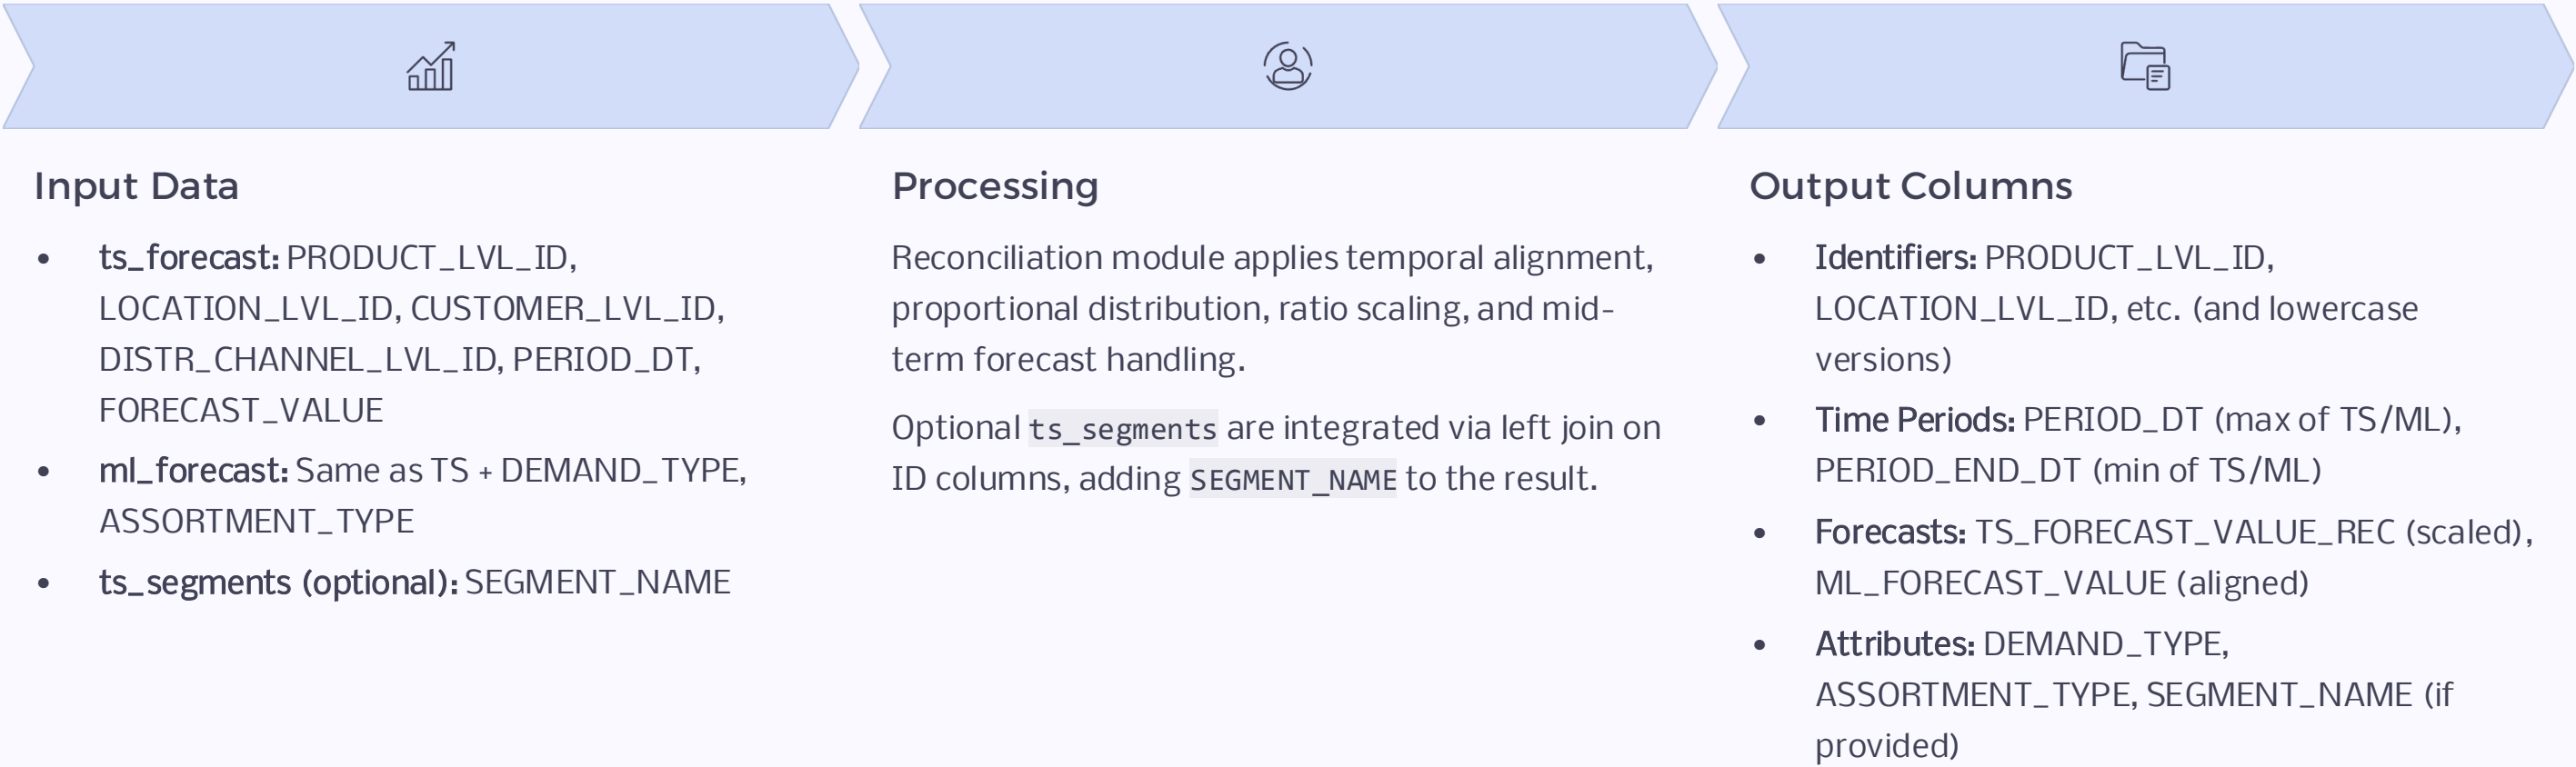 Input Data
• ts_forecast: PRODUCT_LVL_ID,
LOCATION_LVL_ID, CUSTOMER_LVL_ID,
DISTR_CHANNEL_LVL_ID, PERIOD_DT,
FORECAST_VALUE
• ml_forecast: Same as TS + DEMAND_TYPE,
ASSORTMENT_TYPE
• ts_segments (optional): SEGMENT_NAME
Processing
Reconciliation module applies temporal alignment,
proportional distribution, ratio scaling, and mid-
term forecast handling.
Optional ts_segments are integrated via left join on
ID columns, adding SEGMENT_NAME to the result.
Output Columns
• Identifiers: PRODUCT_LVL_ID,
LOCATION_LVL_ID, etc. (and lowercase
versions)
• Time Periods: PERIOD_DT (max of TS/ML),
PERIOD_END_DT (min of TS/ML)
• Forecasts: TS_FORECAST_VALUE_REC (scaled),
ML_FORECAST_VALUE (aligned)
• Attributes: DEMAND_TYPE,
ASSORTMENT_TYPE, SEGMENT_NAME (if
provided)